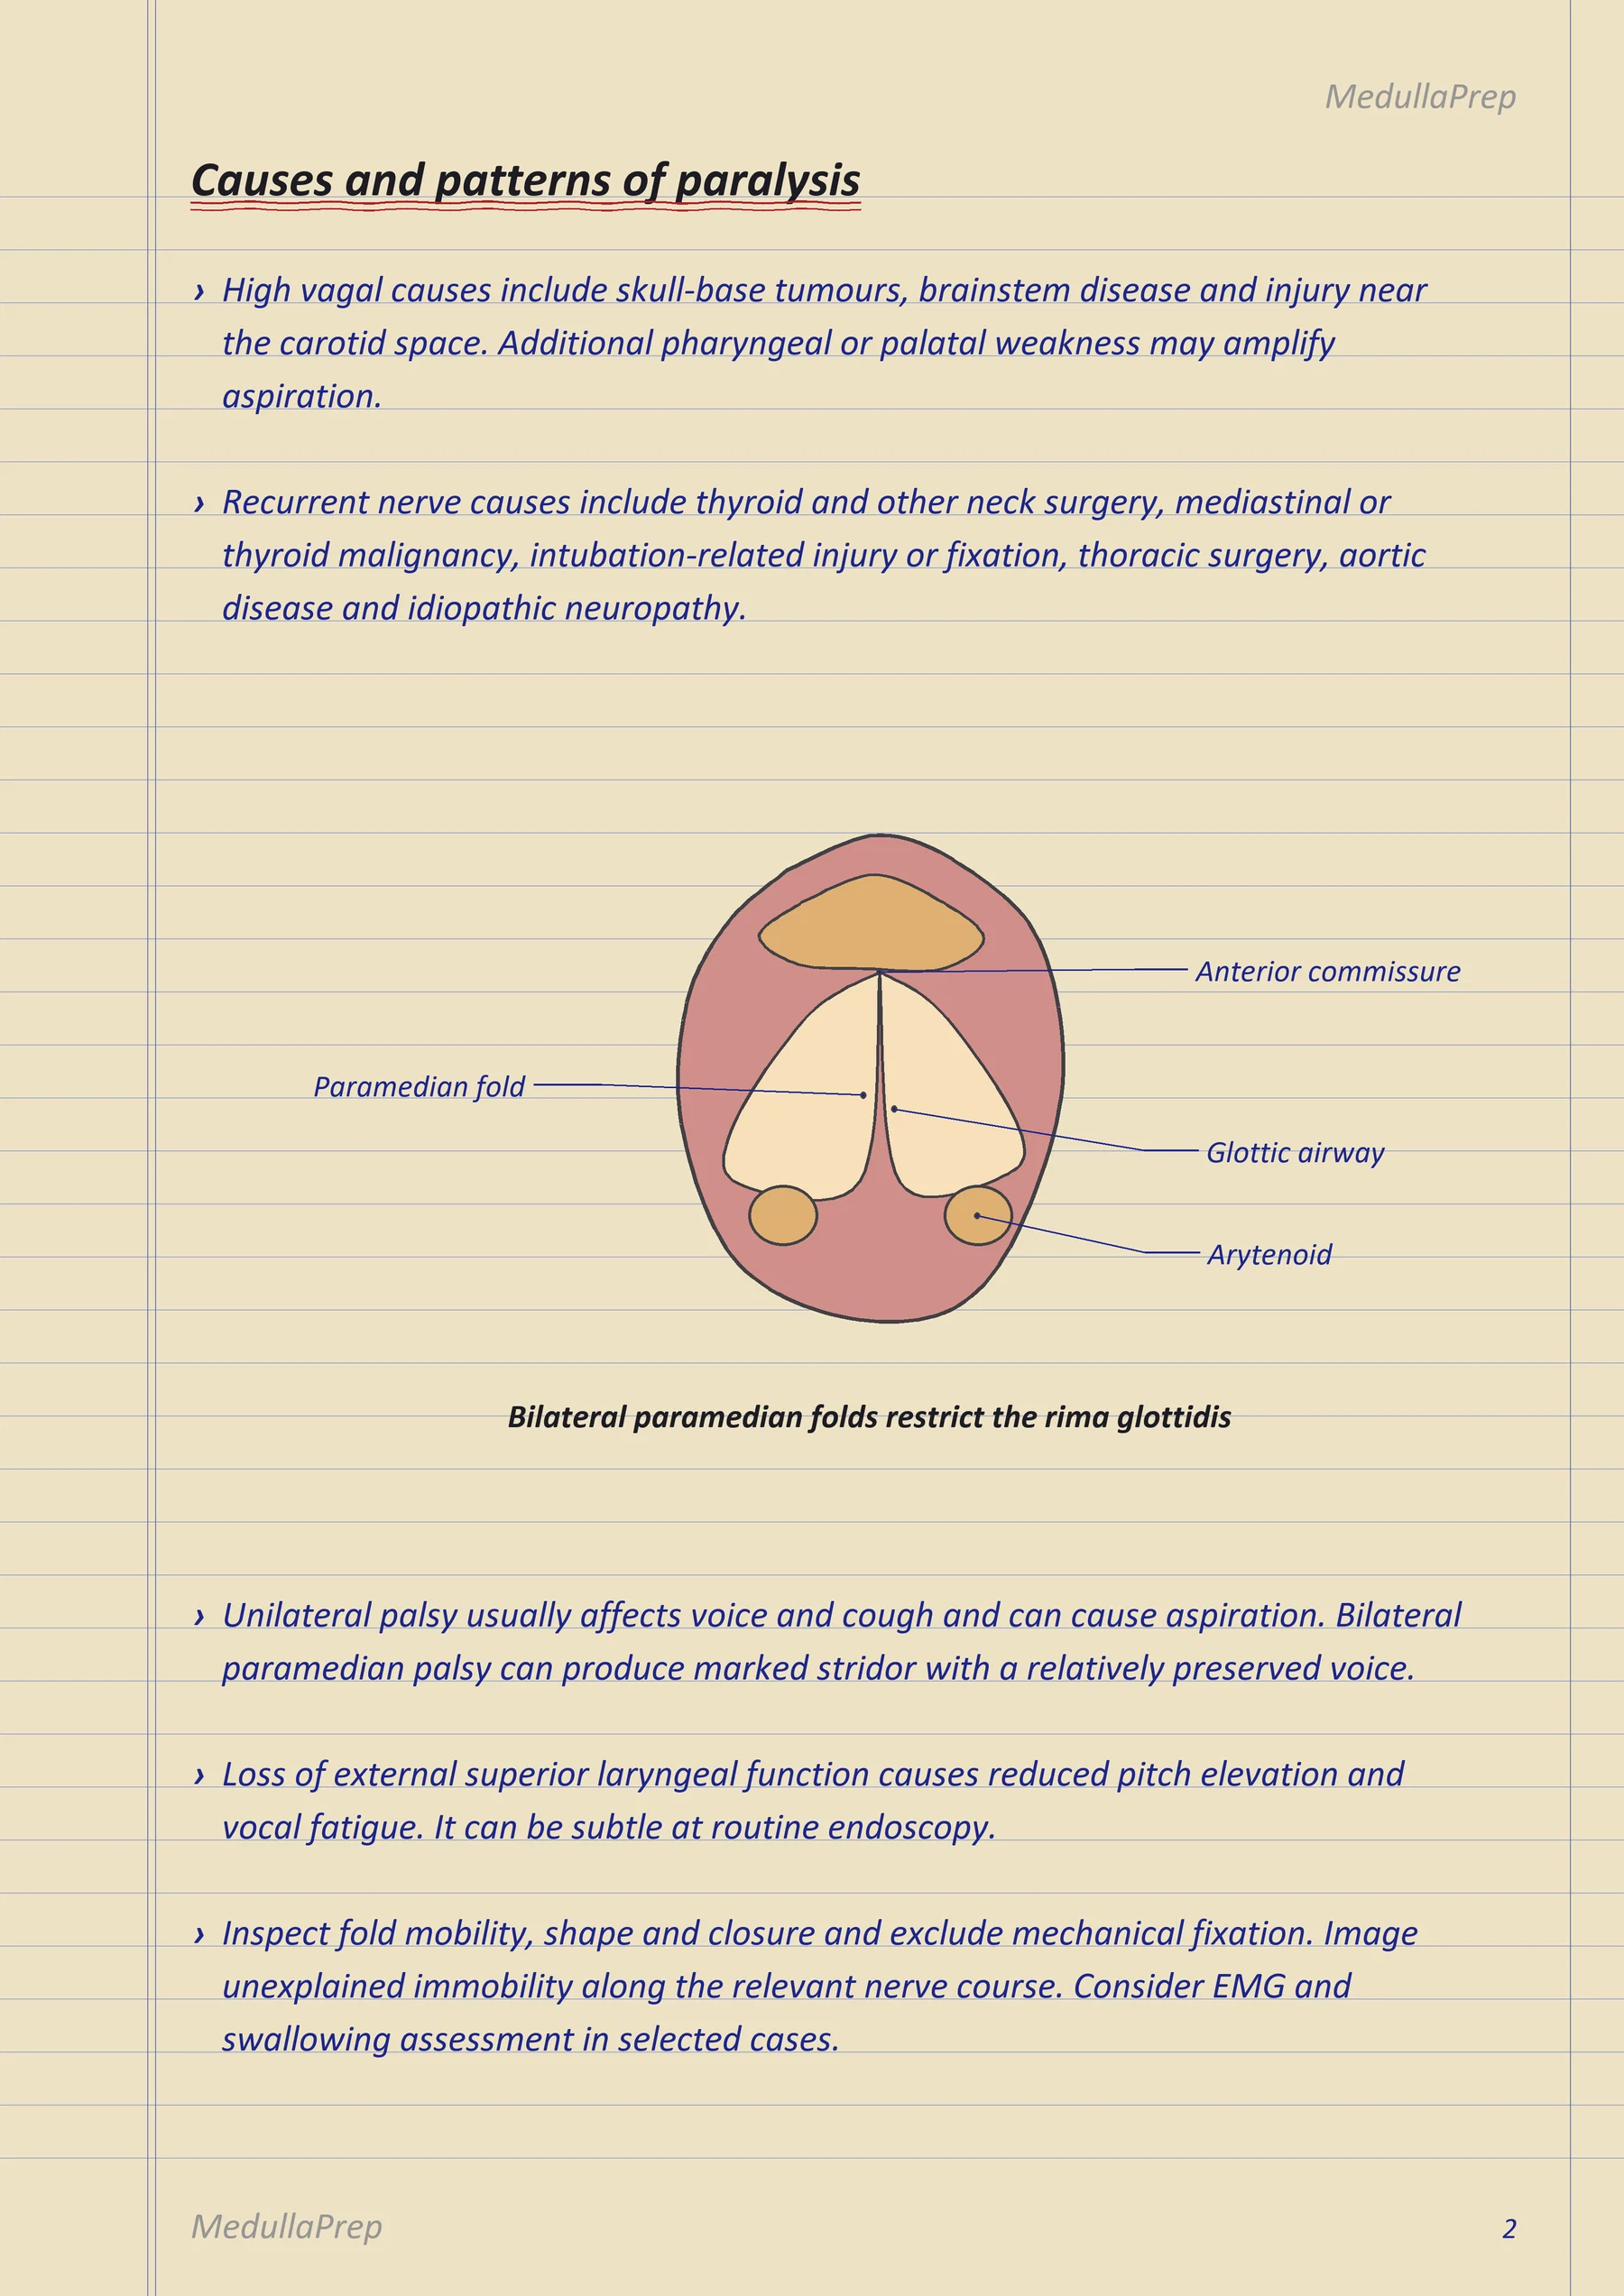 MedullaPrep
Causes and patterns of paralysis
› High vagal causes include skull-base tumours, brainstem disease and injury near
the carotid space. Additional pharyngeal or palatal weakness may amplify
aspiration.
› Recurrent nerve causes include thyroid and other neck surgery, mediastinal or
thyroid malignancy, intubation-related injury or fixation, thoracic surgery, aortic
disease and idiopathic neuropathy.
Anterior commissure
Paramedian fold
Glottic airway
Arytenoid
Bilateral paramedian folds restrict the rima glottidis
› Unilateral palsy usually affects voice and cough and can cause aspiration. Bilateral
paramedian palsy can produce marked stridor with a relatively preserved voice.
› Loss of external superior laryngeal function causes reduced pitch elevation and
vocal fatigue. It can be subtle at routine endoscopy.
› Inspect fold mobility, shape and closure and exclude mechanical fixation. Image
unexplained immobility along the relevant nerve course. Consider EMG and
swallowing assessment in selected cases.
MedullaPrep
2